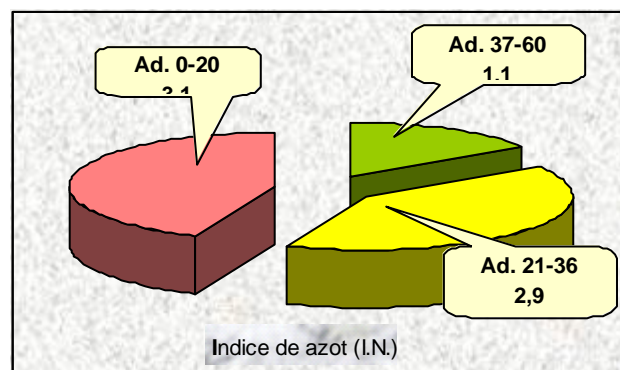 Ad. 0-20
3,1
Ad. 37-60
1,1
Ad. 21-36
2,9
Indice de azot (I.N.)